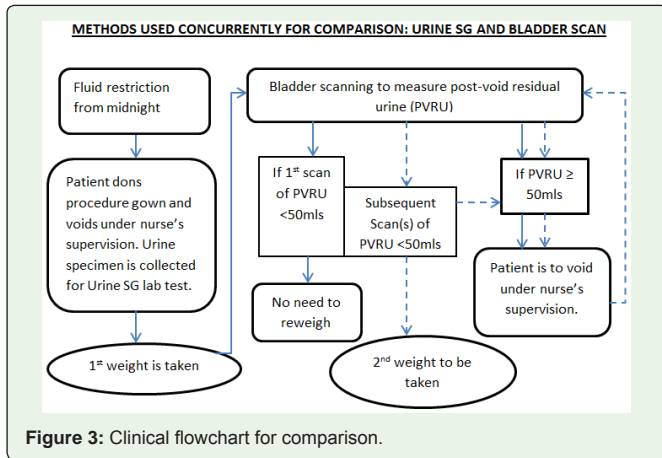 METHODS USED CONCURRENTLY FOR COMPARISON: URINE SG AND BLADDER SCAN
Fluid restriction
from midnight
Patient dons
procedure gown and
voids under nurse's
supervision. Urine
specimen is collected
for Urine SG lab test.
1st weight is taken
Bladder scanning to measure post-void residual
urine (PVRU)
If 1st scan
of PVRU
<50mls
No need to
reweigh
Subsequent
Scan(s) of
PVRU <50mls
2nd weight to be
taken
If PVRU ≥
50mls
Patient is to void
under nurse's
supervision.
Figure 3: Clinical flowchart for comparison.